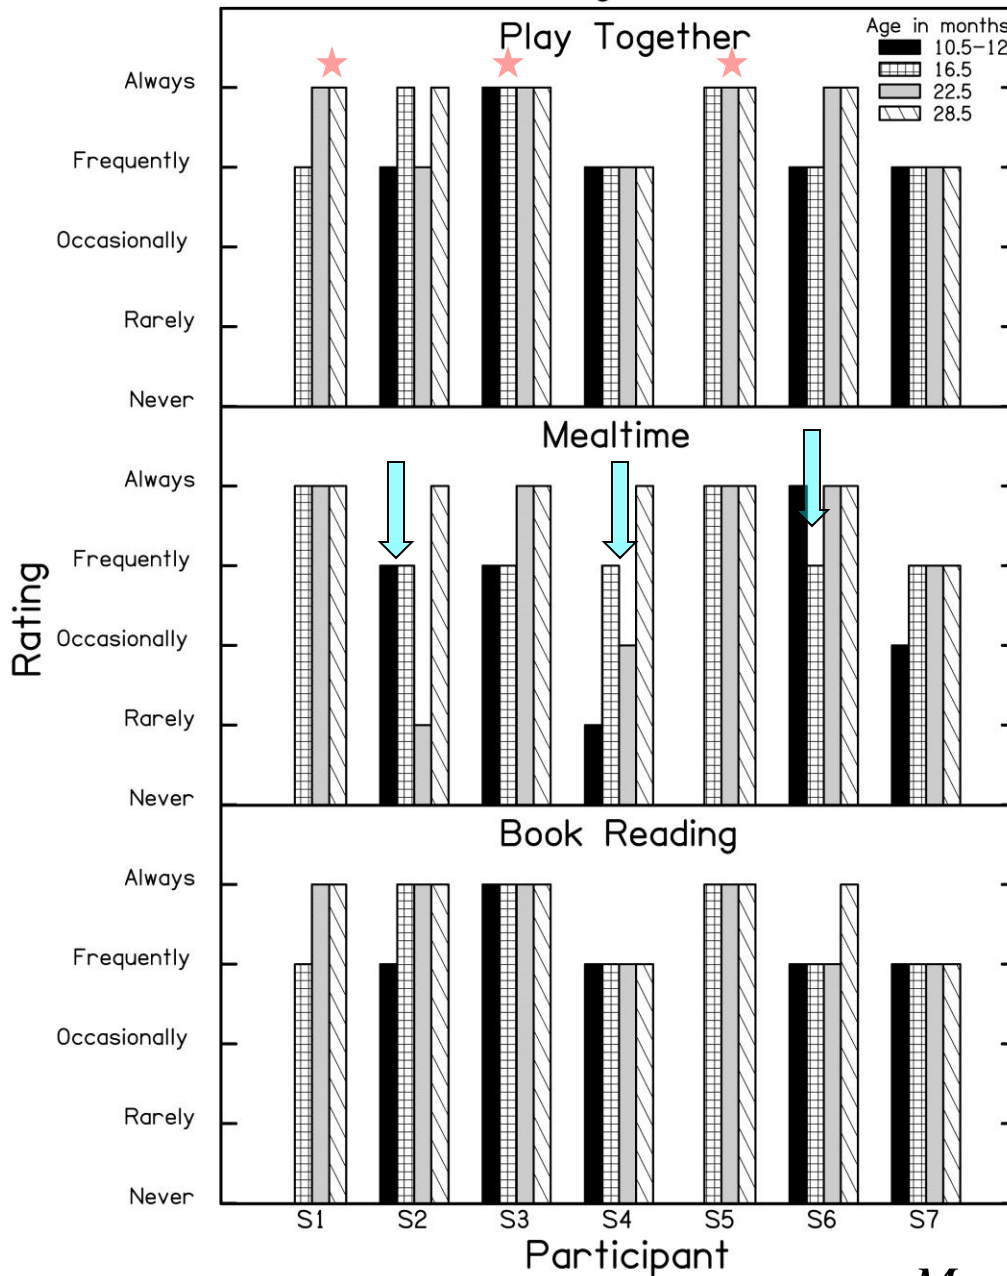 Play Together
Age in months
10.5-12
16.5
22.5
28.5
Always
Frequently
Occasionally
Rarely
Never
Mealtime
Always
Frequently
Occasionally
Rarely
Never
Rating
Book Reading
Always
Frequently
Occasionally
Rarely
Never
S1 S2 S3 S4 S5 S6 S7
Participant